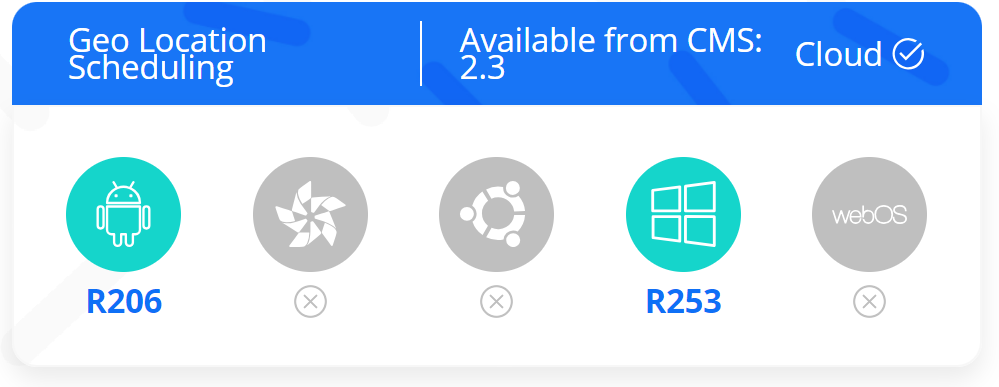 Geo Location
Scheduling
Available from CMS:
2.3
Cloud
webOS
R206
R253